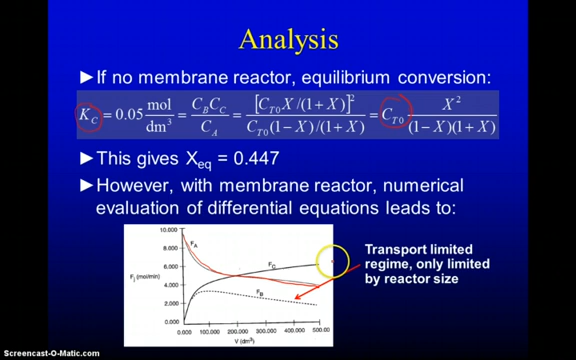 Analysis
►If no membrane reactor, equilibrium conversion:
K_C = 0.05 mol/dm³ = C_B C_C / C_A = [C_T0 X/(1+X)]² / C_T0(1−X)/(1+X) = C_T0 X² / (1−X)(1+X)
►This gives X_eq = 0.447
►However, with membrane reactor, numerical
evaluation of differential equations leads to:
10.000
8.000
6.000
4.000
2.000
0.000
F_j (mol/min)
F_A
F_C
F_B
0.000 100.000 200.000 300.000 400.000 500.00
V (dm³)
Transport limited
regime, only limited
by reactor size
Screencast-O-Matic.com